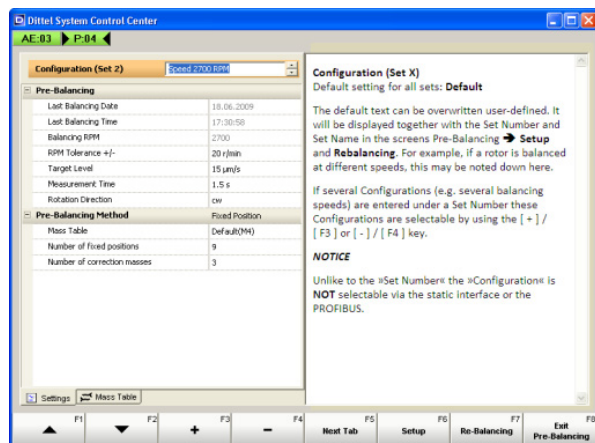 Dittel System Control Center
AE:03 P:04
Configuration (Set 2) Speed 2700 RPM
Pre-Balancing
Last Balancing Date 18.06.2009
Last Balancing Time 17:30:58
Balancing RPM 2700
RPM Tolerance +/- 20 r/min
Target Level 15 µm/s
Measurement Time 1.5 s
Rotation Direction cw
Pre-Balancing Method Fixed Position
Mass Table Default(M4)
Number of fixed positions 9
Number of correction masses 3
Settings Mass Table
Configuration (Set X)
Default setting for all sets: Default
The default text can be overwritten user-defined. It
will be displayed together with the Set Number and
Set Name in the screens Pre-Balancing ➔ Setup
and Rebalancing. For example, if a rotor is balanced
at different speeds, this may be noted down here.
If several Configurations (e.g. several balancing
speeds) are entered under a Set Number these
Configurations are selectable by using the [ + ] /
[ F3 ] or [ - ] / [ F4 ] key.
NOTICE
Unlike to the »Set Number« the »Configuration« is
NOT selectable via the static interface or the
PROFIBUS.
F1 F2 F3 F4 F5 F6 F7 F8
+ - Next Tab Setup Re-Balancing Exit
Pre-Balancing